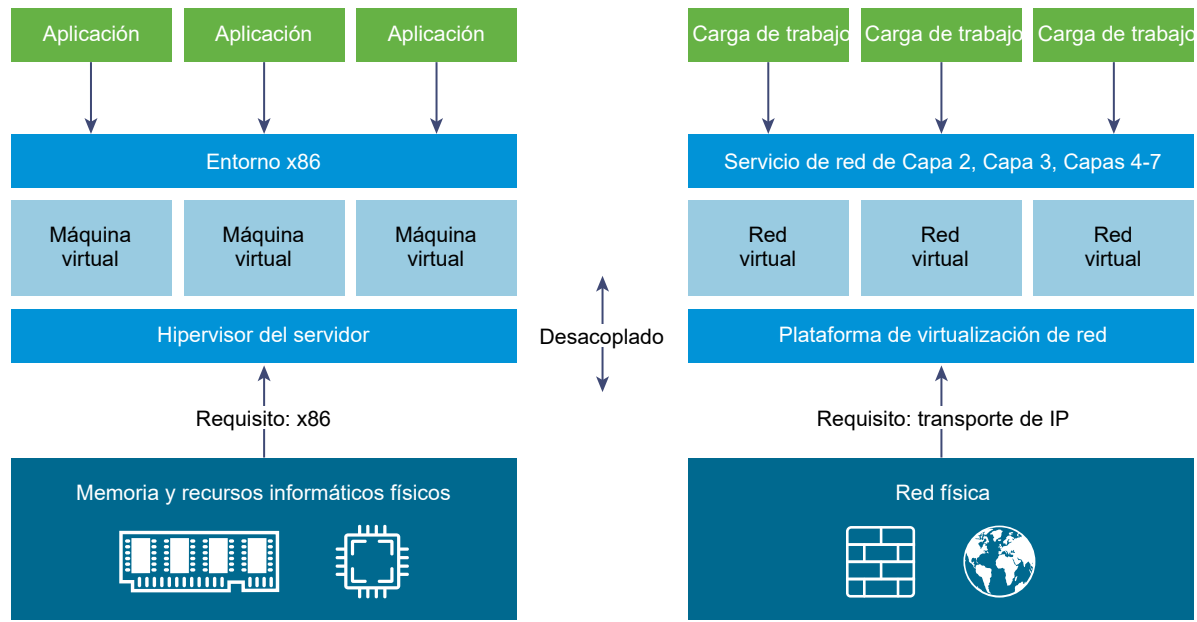 Aplicación
Aplicación
Aplicación
Entorno x86
Máquina
virtual
Máquina
virtual
Máquina
virtual
Hipervisor del servidor
Requisito: x86
Memoria y recursos informáticos físicos
Desacoplado
Carga de trabajo
Carga de trabajo
Carga de trabajo
Servicio de red de Capa 2, Capa 3, Capas 4-7
Red
virtual
Red
virtual
Red
virtual
Plataforma de virtualización de red
Requisito: transporte de IP
Red física